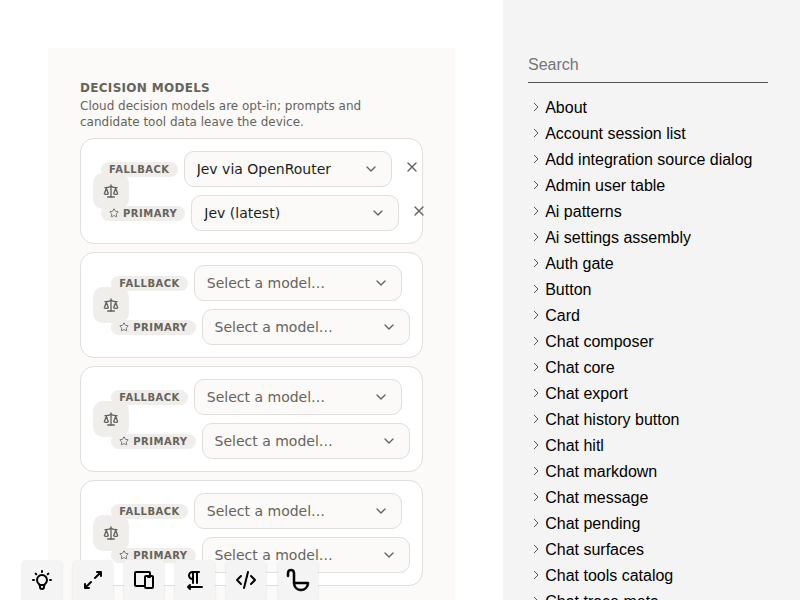 DECISION MODELS
Cloud decision models are opt-in; prompts and
candidate tool data leave the device.
FALLBACK
Jev via OpenRouter
PRIMARY
Jev (latest)
FALLBACK
Select a model...
PRIMARY
Select a model...
FALLBACK
Select a model...
PRIMARY
Select a model...
FALLBACK
Select a model...
PRIMARY
Select a model...
Search
About
Account session list
Add integration source dialog
Admin user table
Ai patterns
Ai settings assembly
Auth gate
Button
Card
Chat composer
Chat core
Chat export
Chat history button
Chat hitl
Chat markdown
Chat message
Chat pending
Chat surfaces
Chat tools catalog
Chat trace meta